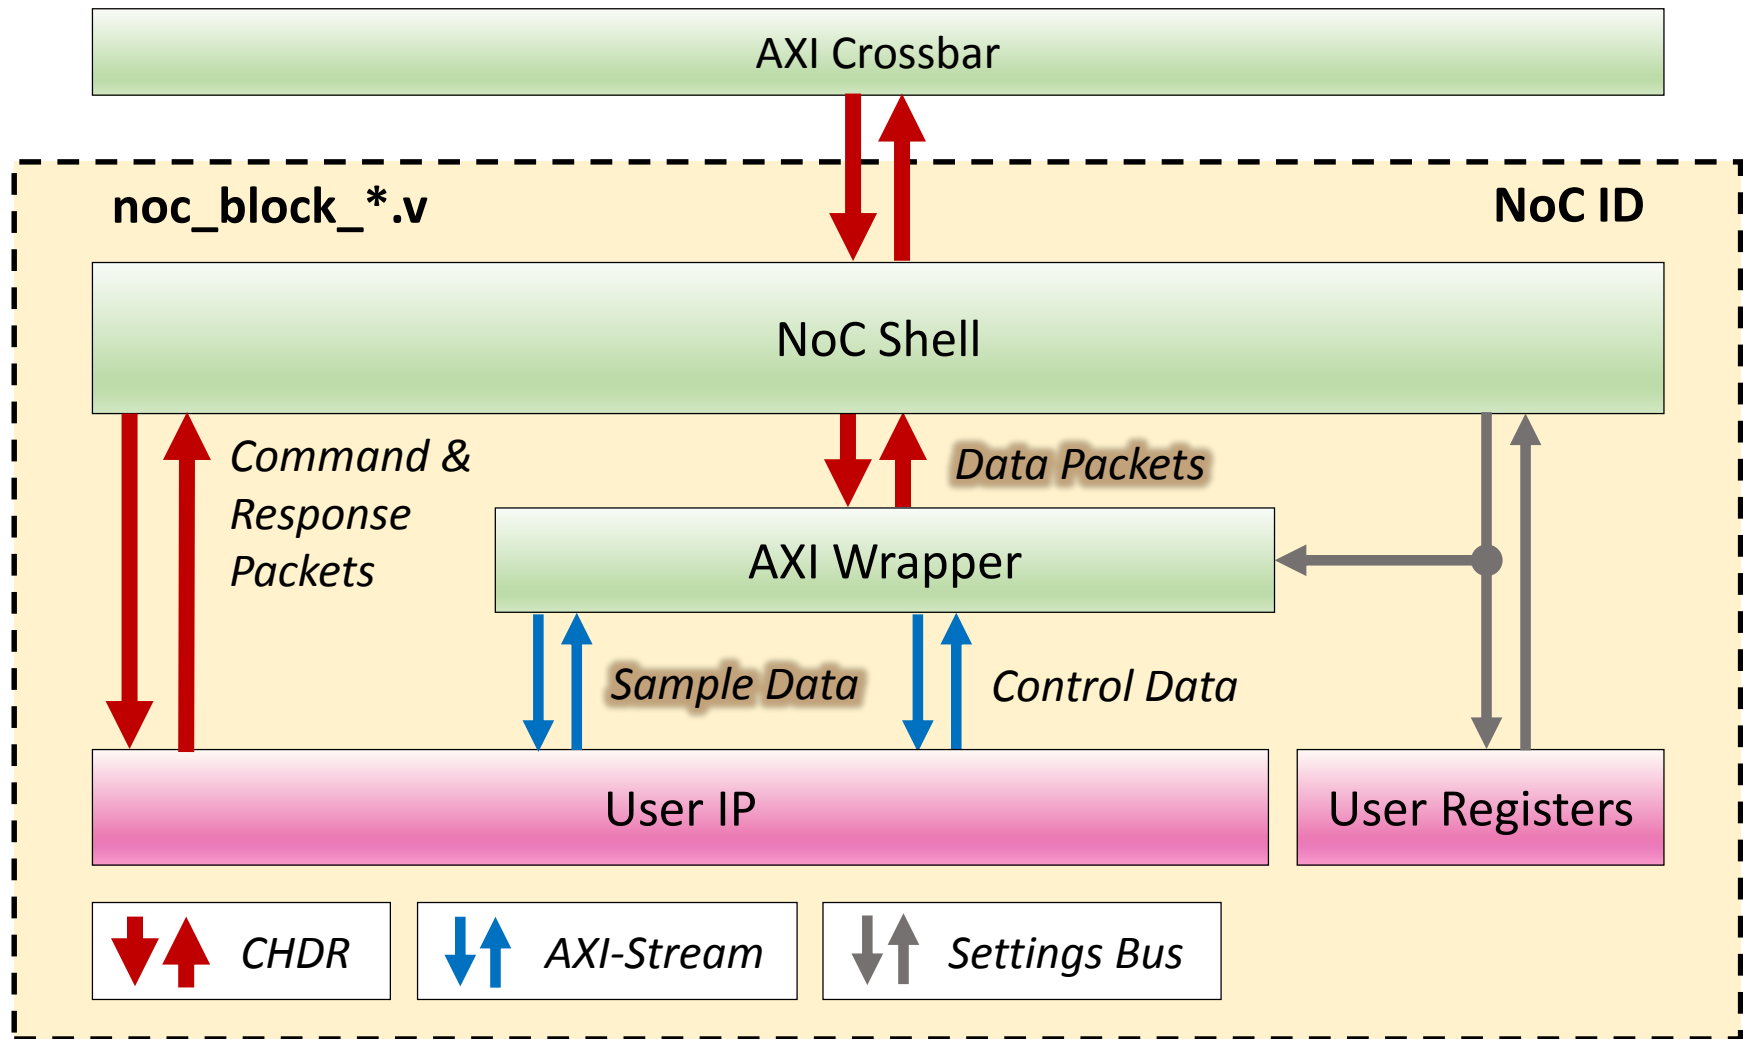 AXI Crossbar
noc_block_*.v
NoC ID
NoC Shell
Command &
Response
Packets
Data Packets
AXI Wrapper
Sample Data
Control Data
User IP
User Registers
CHDR
AXI-Stream
Settings Bus